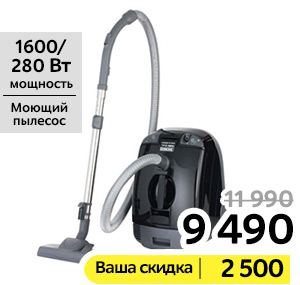 1600/
280 Вт
мощность
Моющий
пылесос
11 990
9 490
Ваша скидка
2 500